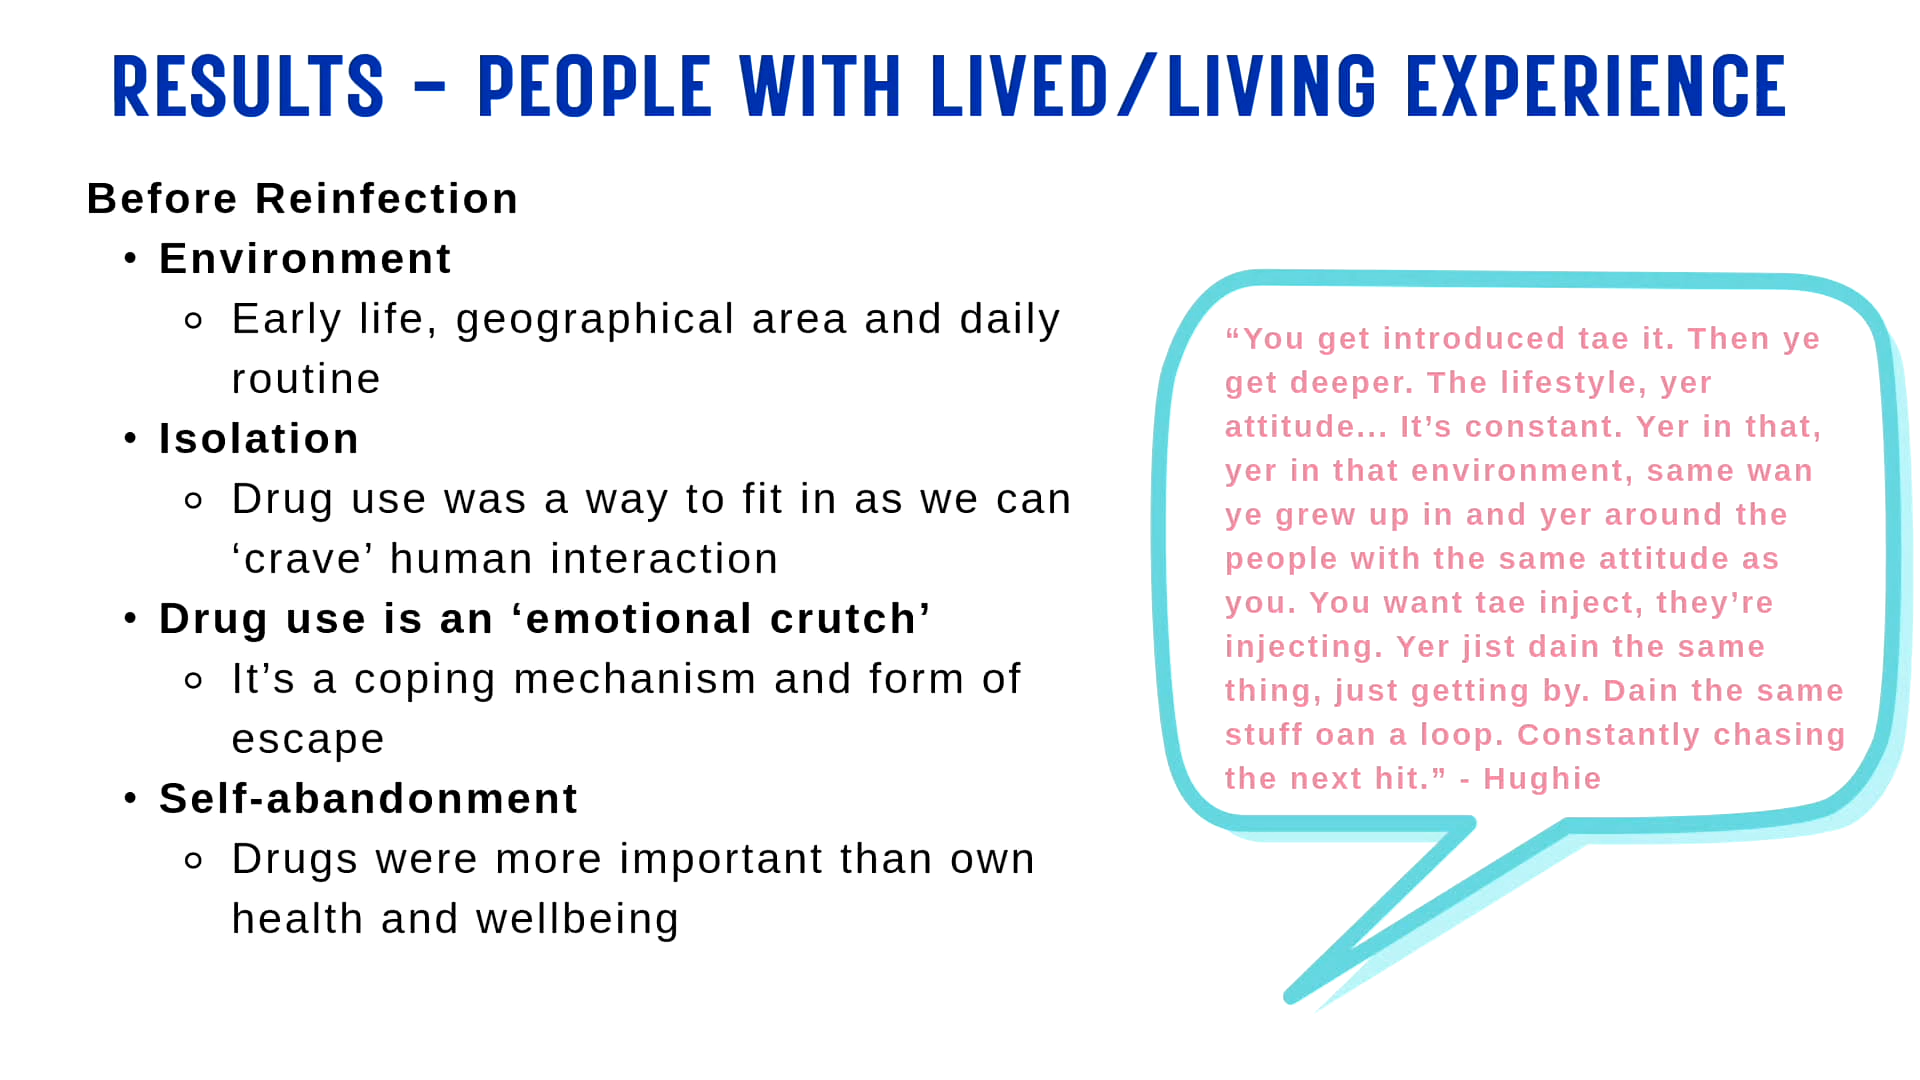 RESULTS – PEOPLE WITH LIVED/LIVING EXPERIENCE
Before Reinfection
• Environment
∘ Early life, geographical area and daily
routine
• Isolation
∘ Drug use was a way to fit in as we can
‘crave’ human interaction
• Drug use is an ‘emotional crutch’
∘ It’s a coping mechanism and form of
escape
• Self-abandonment
∘ Drugs were more important than own
health and wellbeing
“You get introduced tae it. Then ye
get deeper. The lifestyle, yer
attitude... It’s constant. Yer in that,
yer in that environment, same wan
ye grew up in and yer around the
people with the same attitude as
you. You want tae inject, they’re
injecting. Yer jist dain the same
thing, just getting by. Dain the same
stuff oan a loop. Constantly chasing
the next hit.” - Hughie